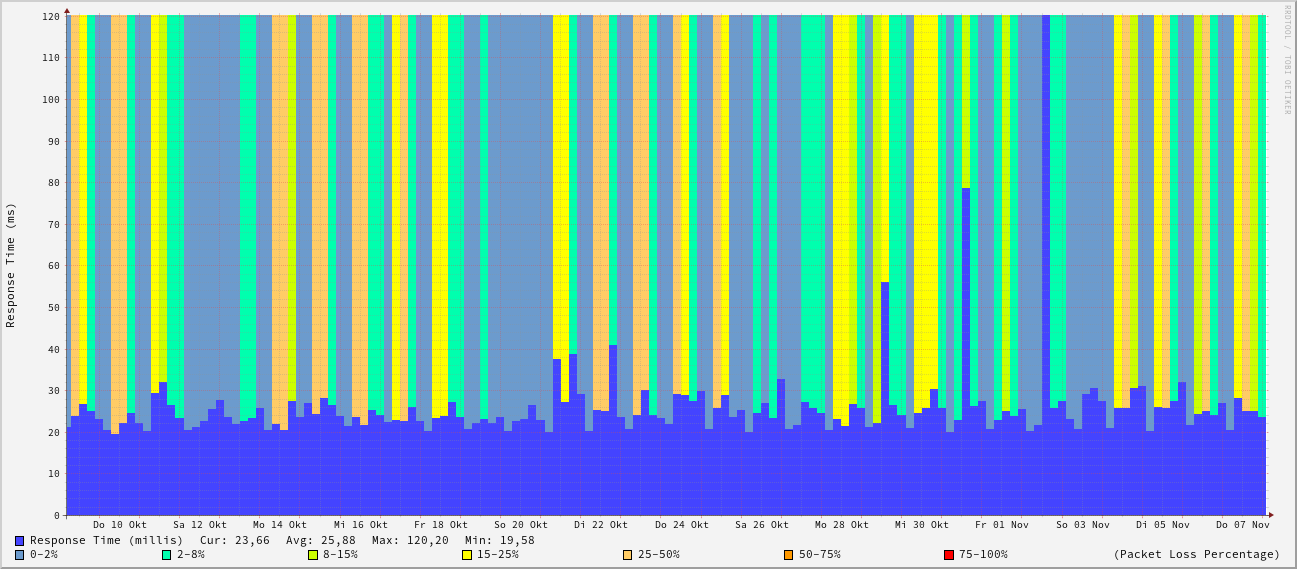 RRDTOOL / TOBI OETIKER
Response Time (ms)
120
110
100
90
80
70
60
50
40
30
20
10
0
Do 10 Okt Sa 12 Okt Mo 14 Okt Mi 16 Okt Fr 18 Okt So 20 Okt Di 22 Okt Do 24 Okt Sa 26 Okt Mo 28 Okt Mi 30 Okt Fr 01 Nov So 03 Nov Di 05 Nov Do 07 Nov
Response Time (millis) Cur: 23,66 Avg: 25,88 Max: 120,20 Min: 19,58
0-2% 2-8% 8-15% 15-25% 25-50% 50-75% 75-100% (Packet Loss Percentage)